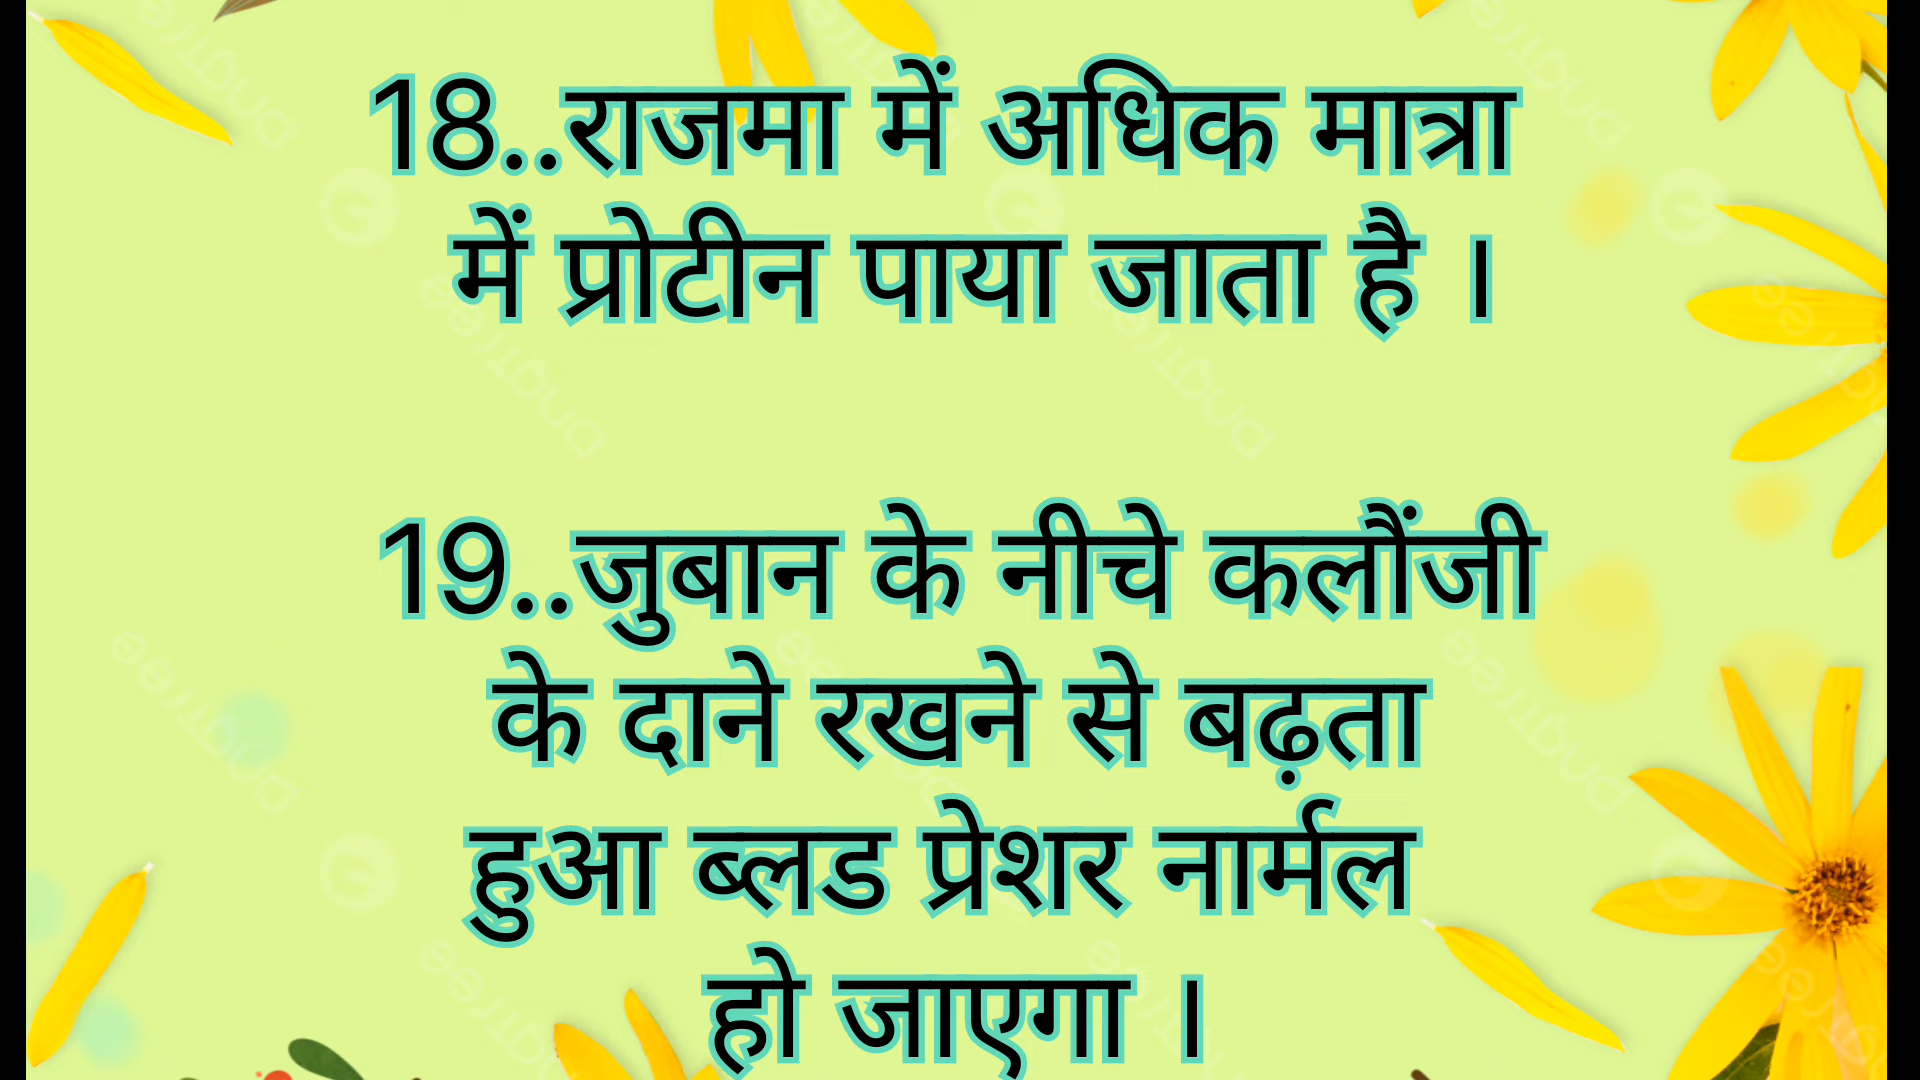 18..राजमा में अधिक मात्रा
में प्रोटीन पाया जाता है ।
19..जुबान के नीचे कलौंजी
के दाने रखने से बढ़ता
हुआ ब्लड प्रेशर नार्मल
हो जाएगा ।